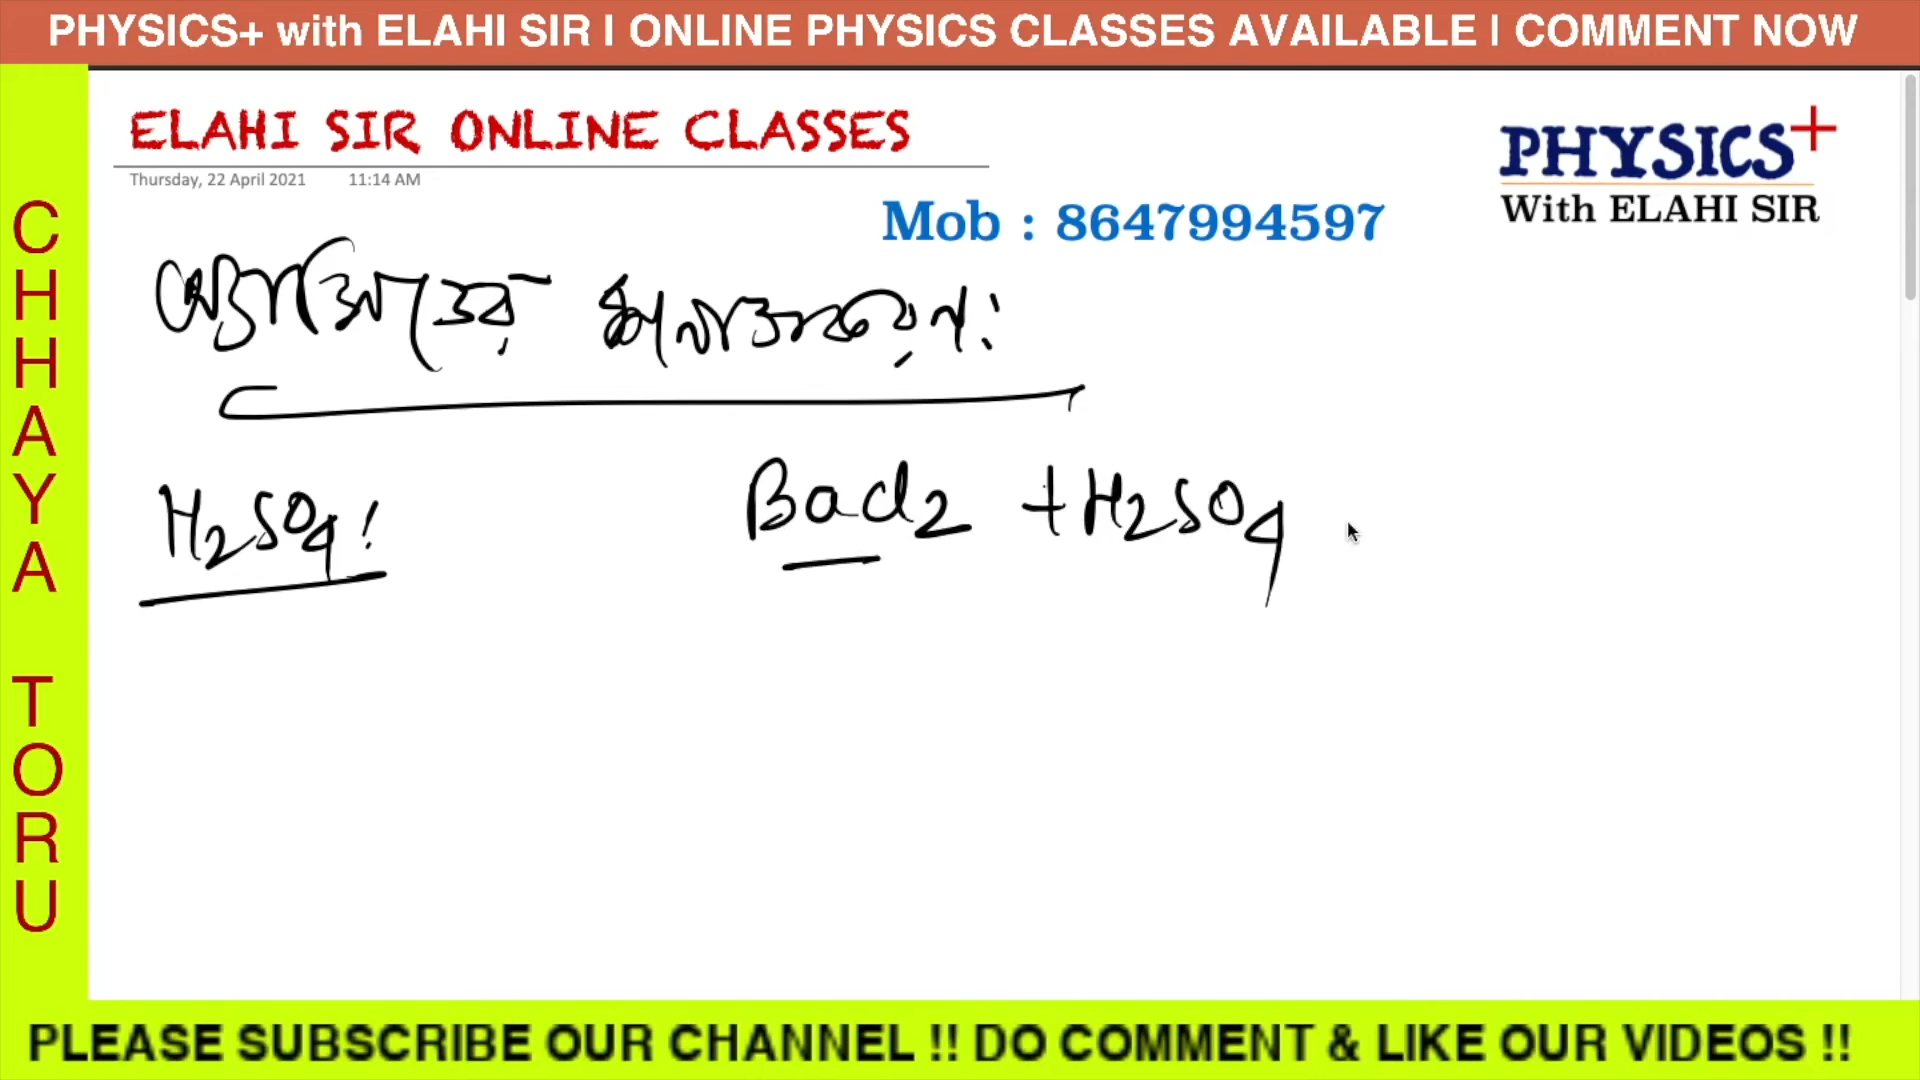 PHYSICS+ with ELAHI SIR I ONLINE PHYSICS CLASSES AVAILABLE I COMMENT NOW
ELAHI SIR ONLINE CLASSES
Thursday, 22 April 2021 11:14 AM
PHYSICS+
With ELAHI SIR
Mob : 8647994597
H2SO4!
BaCl2 + H2SO4
CHHAYA TORU
PLEASE SUBSCRIBE OUR CHANNEL !! DO COMMENT & LIKE OUR VIDEOS !!